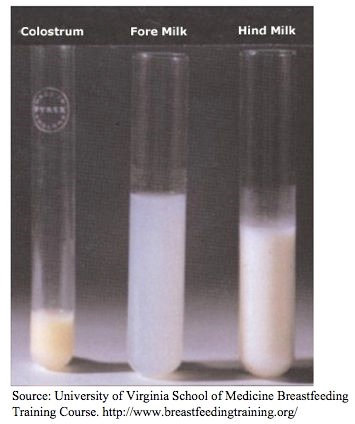 Colostrum
Fore Milk
Hind Milk
PYREX
Source: University of Virginia School of Medicine Breastfeeding
Training Course. http://www.breastfeedingtraining.org/